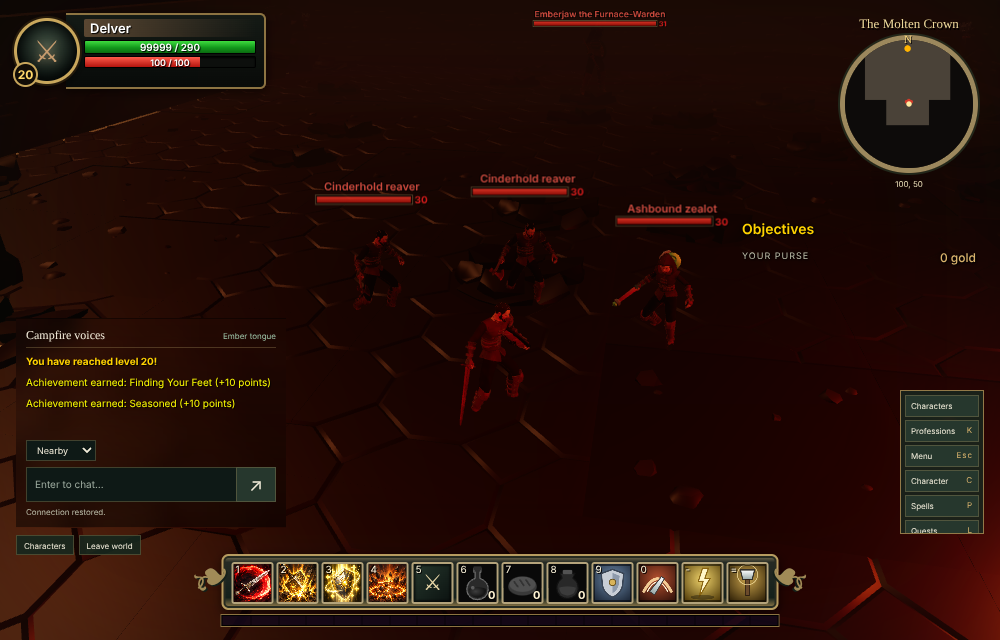 Emberjaw the Furnace-Warden
31
Delver
99999 / 290
100 / 100
20
The Molten Crown
N
100, 50
Cinderhold reaver
30
Cinderhold reaver
30
Ashbound zealot
30
Objectives
YOUR PURSE
0 gold
Campfire voices
Ember tongue
You have reached level 20!
Achievement earned: Finding Your Feet (+10 points)
Achievement earned: Seasoned (+10 points)
Nearby
Enter to chat...
Connection restored.
Characters
Leave world
Characters
Professions K
Menu Esc
Character C
Spells P
Quests L
2 3 4 5 6 7 8 9 0 - =
0 0 0